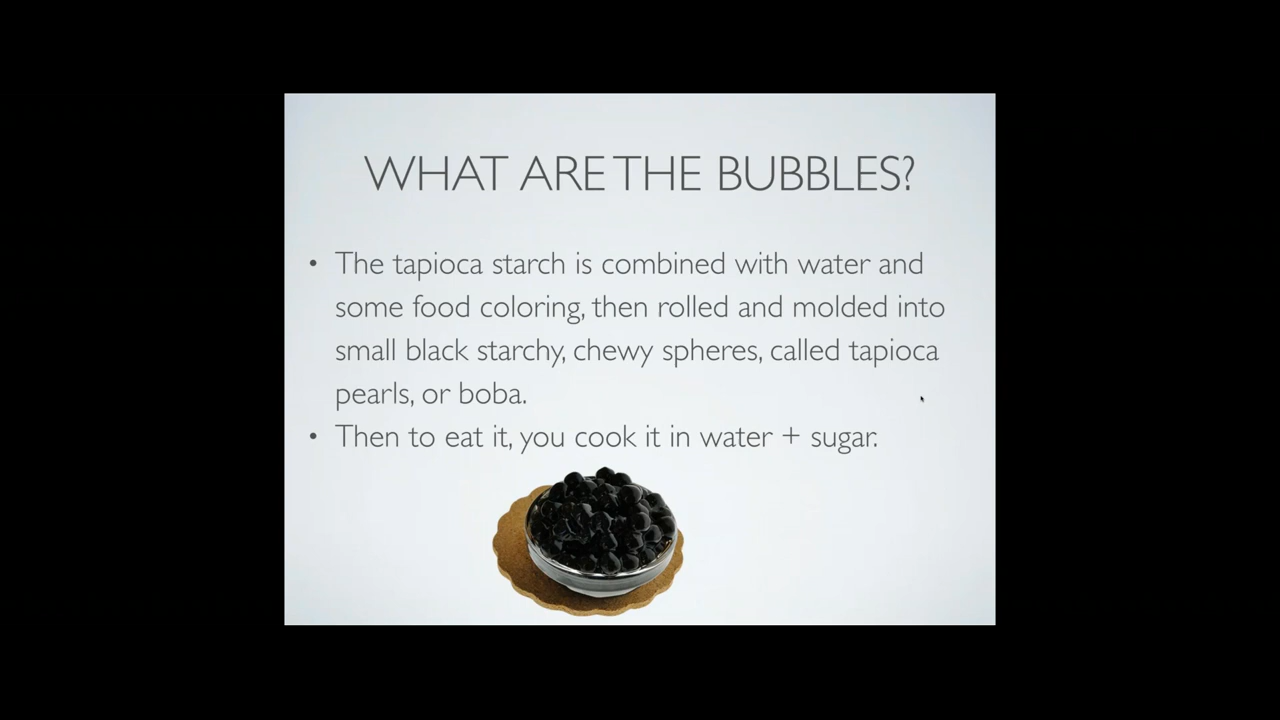 WHAT ARE THE BUBBLES?
• The tapioca starch is combined with water and
some food coloring, then rolled and molded into
small black starchy, chewy spheres, called tapioca
pearls, or boba.
• Then to eat it, you cook it in water + sugar.